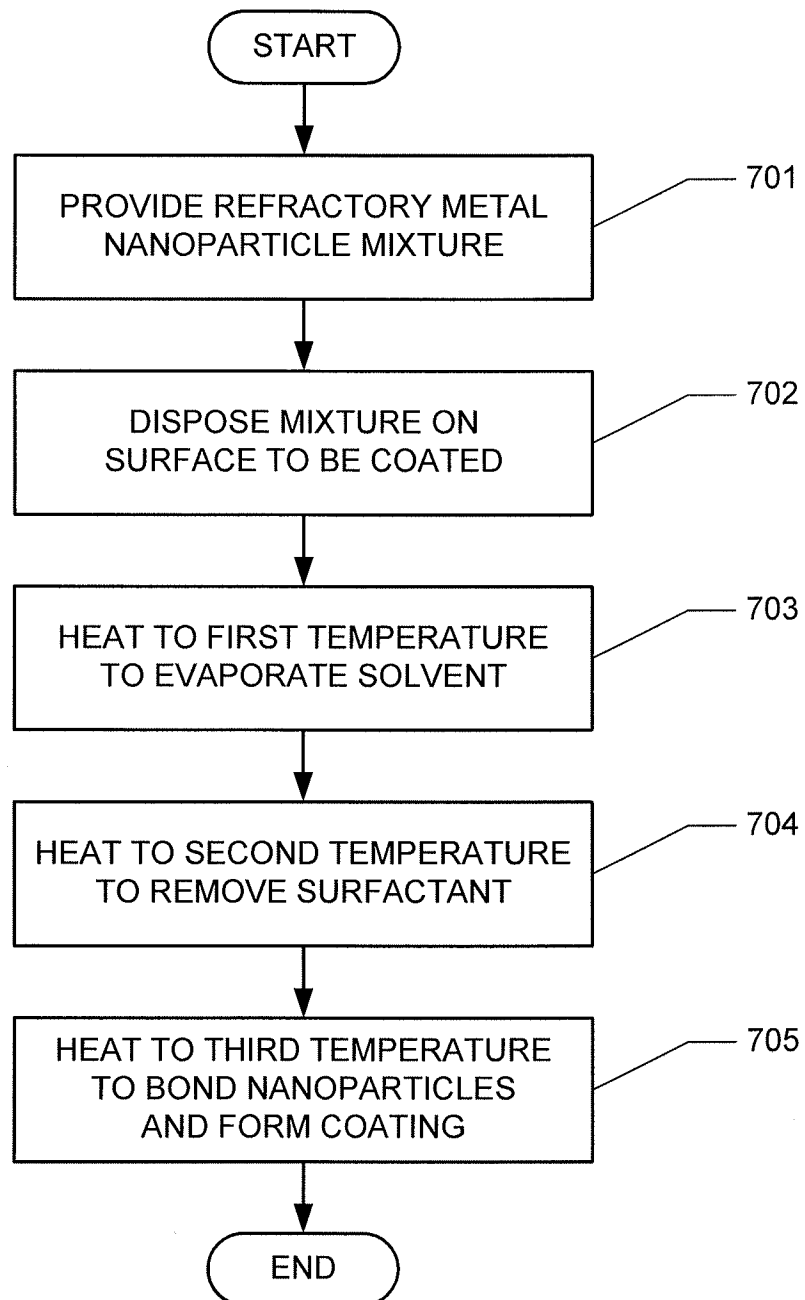 START
PROVIDE REFRACTORY METAL
NANOPARTICLE MIXTURE
701
DISPOSE MIXTURE ON
SURFACE TO BE COATED
702
HEAT TO FIRST TEMPERATURE
TO EVAPORATE SOLVENT
703
HEAT TO SECOND TEMPERATURE
TO REMOVE SURFACTANT
704
HEAT TO THIRD TEMPERATURE
TO BOND NANOPARTICLES
AND FORM COATING
705
END